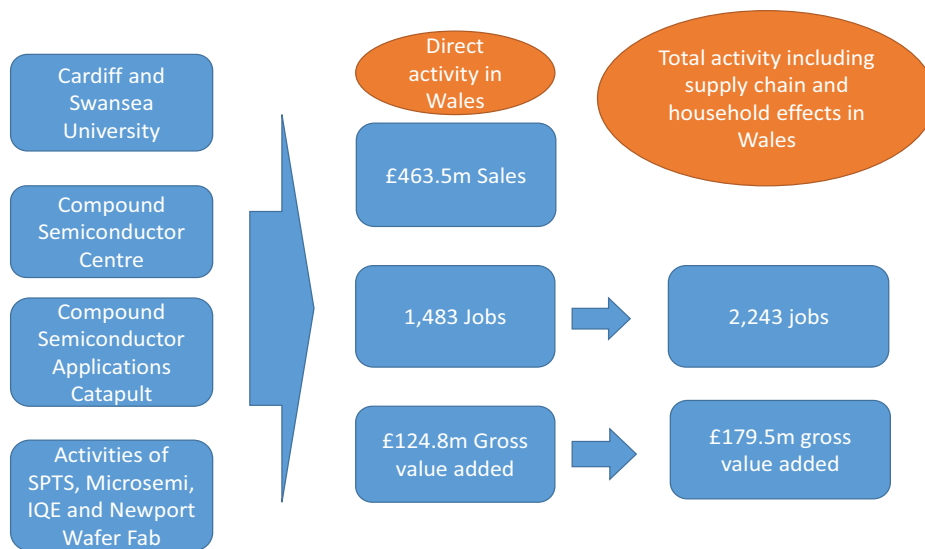 Cardiff and
Swansea
University
Compound
Semiconductor
Centre
Compound
Semiconductor
Applications
Catapult
Activities of
SPTS, Microsemi,
IQE and Newport
Wafer Fab
Direct
activity in
Wales
£463.5m Sales
1,483 Jobs
£124.8m Gross
value added
Total activity including
supply chain and
household effects in
Wales
2,243 jobs
£179.5m gross
value added